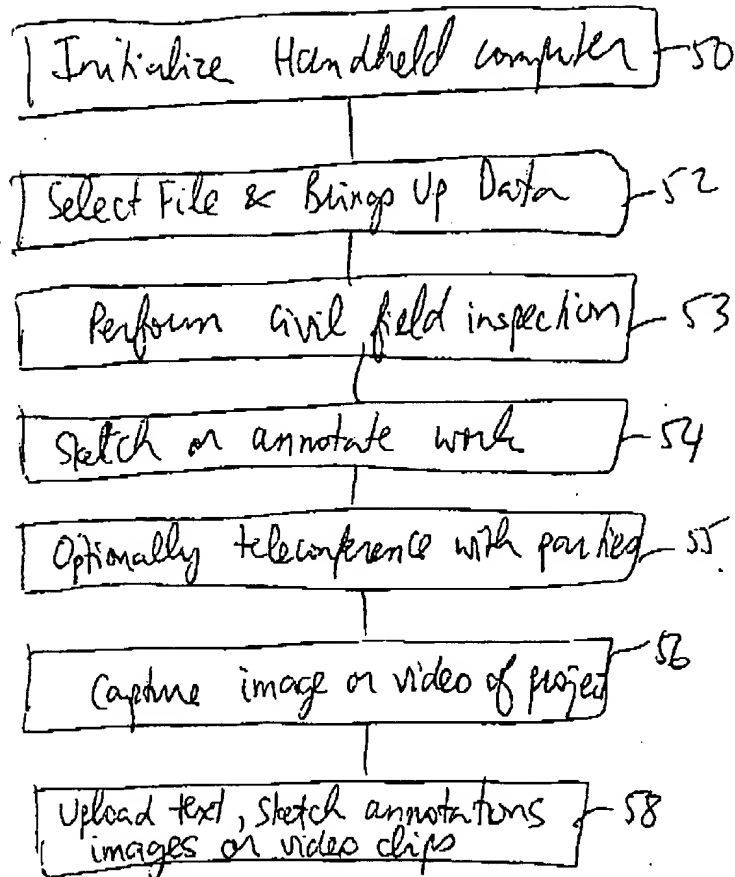 Initialize Handheld computer 50
Select File & Brings Up Data 52
Perform civil field inspection 53
Sketch or annotate work 54
Optionally teleconference with parties 55
Capture image or video of project 56
Upload text, sketch annotations 58
images or video clips